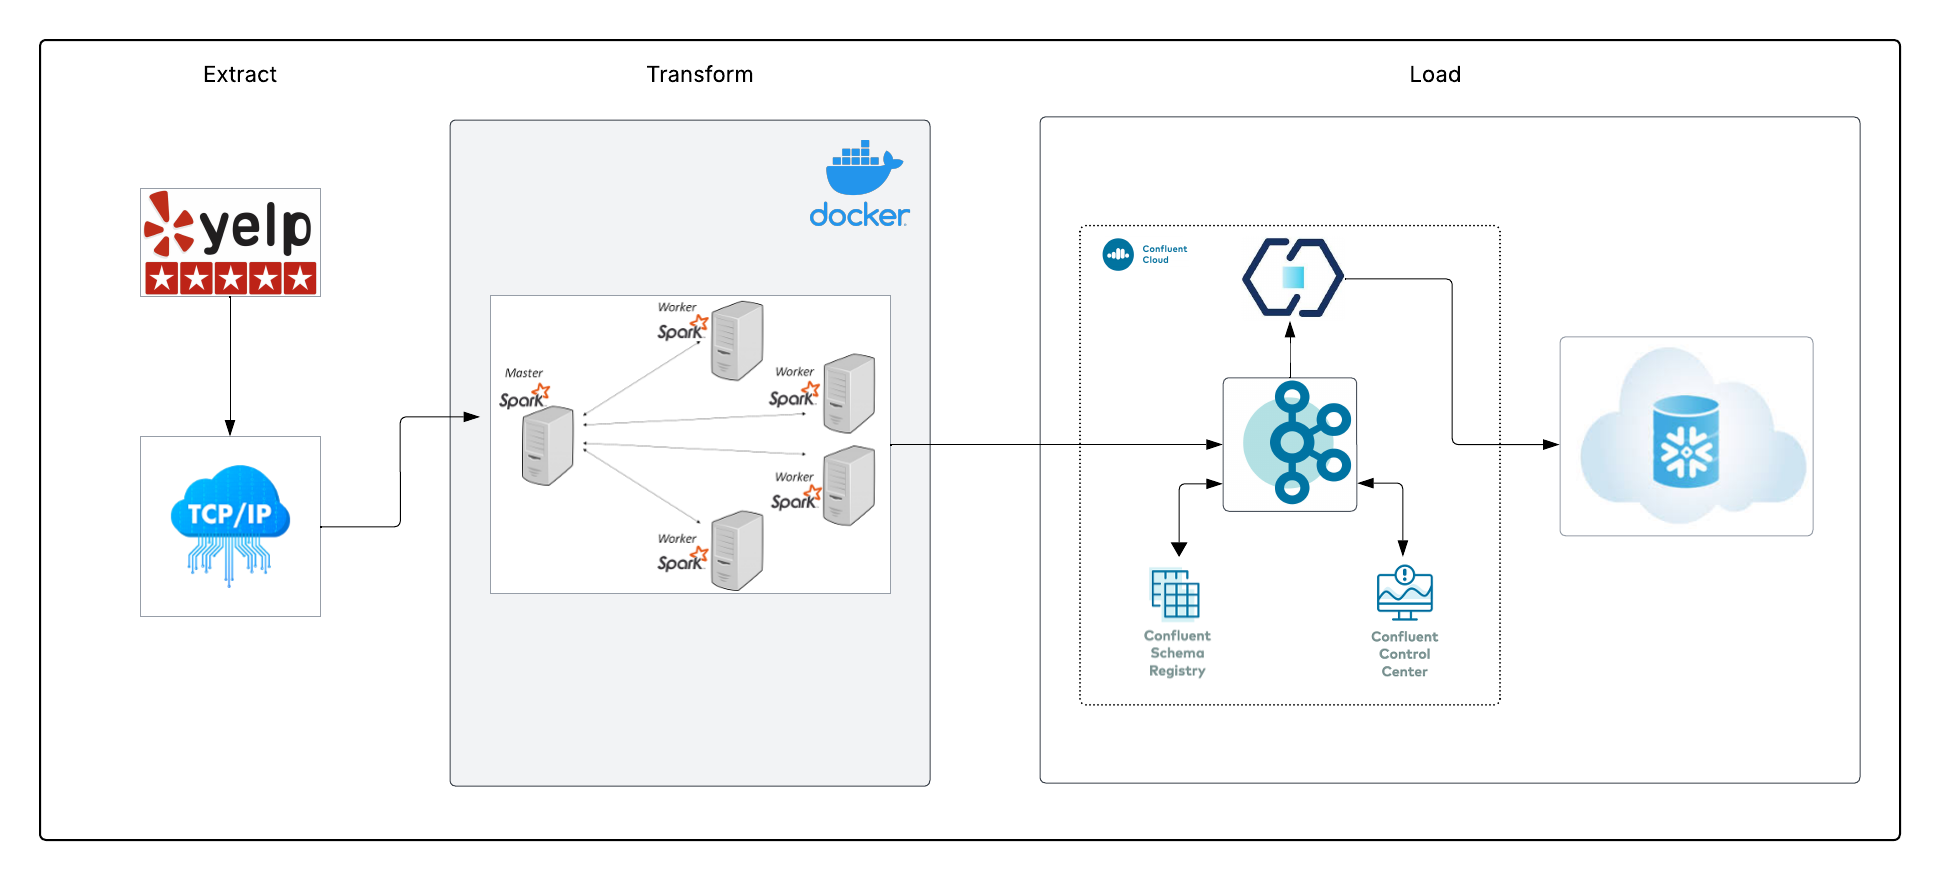 Extract
Transform
Load
yelp
TCP/IP
docker
Master
Spark
Worker
Spark
Worker
Spark
Worker
Spark
Worker
Spark
Confluent
Cloud
Confluent
Schema
Registry
Confluent
Control
Center